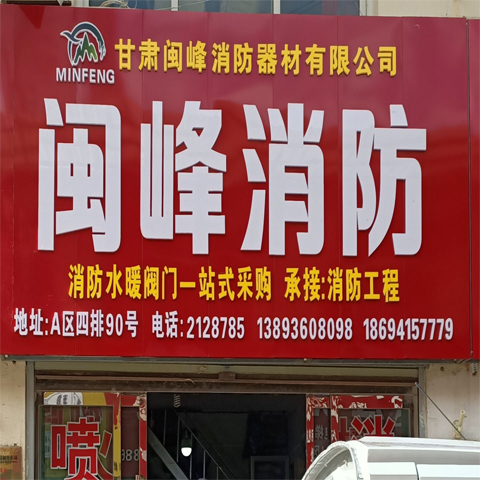 甘肃闽峰消防器材有限公司
MINFENG
闽峰消防
消防水暖阀门一站式采购 承接:消防工程
地址:A区四排90号 电话:2128785 13893608098 18694157779
喷